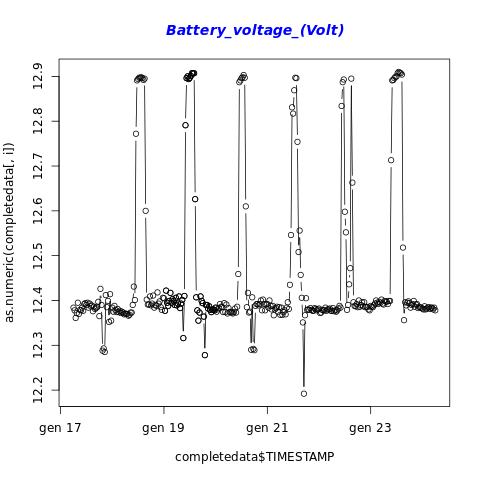 Battery_voltage_(Volt)
as.numeric(completedata[, i])
12.9
12.8
12.7
12.6
12.5
12.4
12.3
12.2
gen 17
gen 19
gen 21
gen 23
completedata$TIMESTAMP